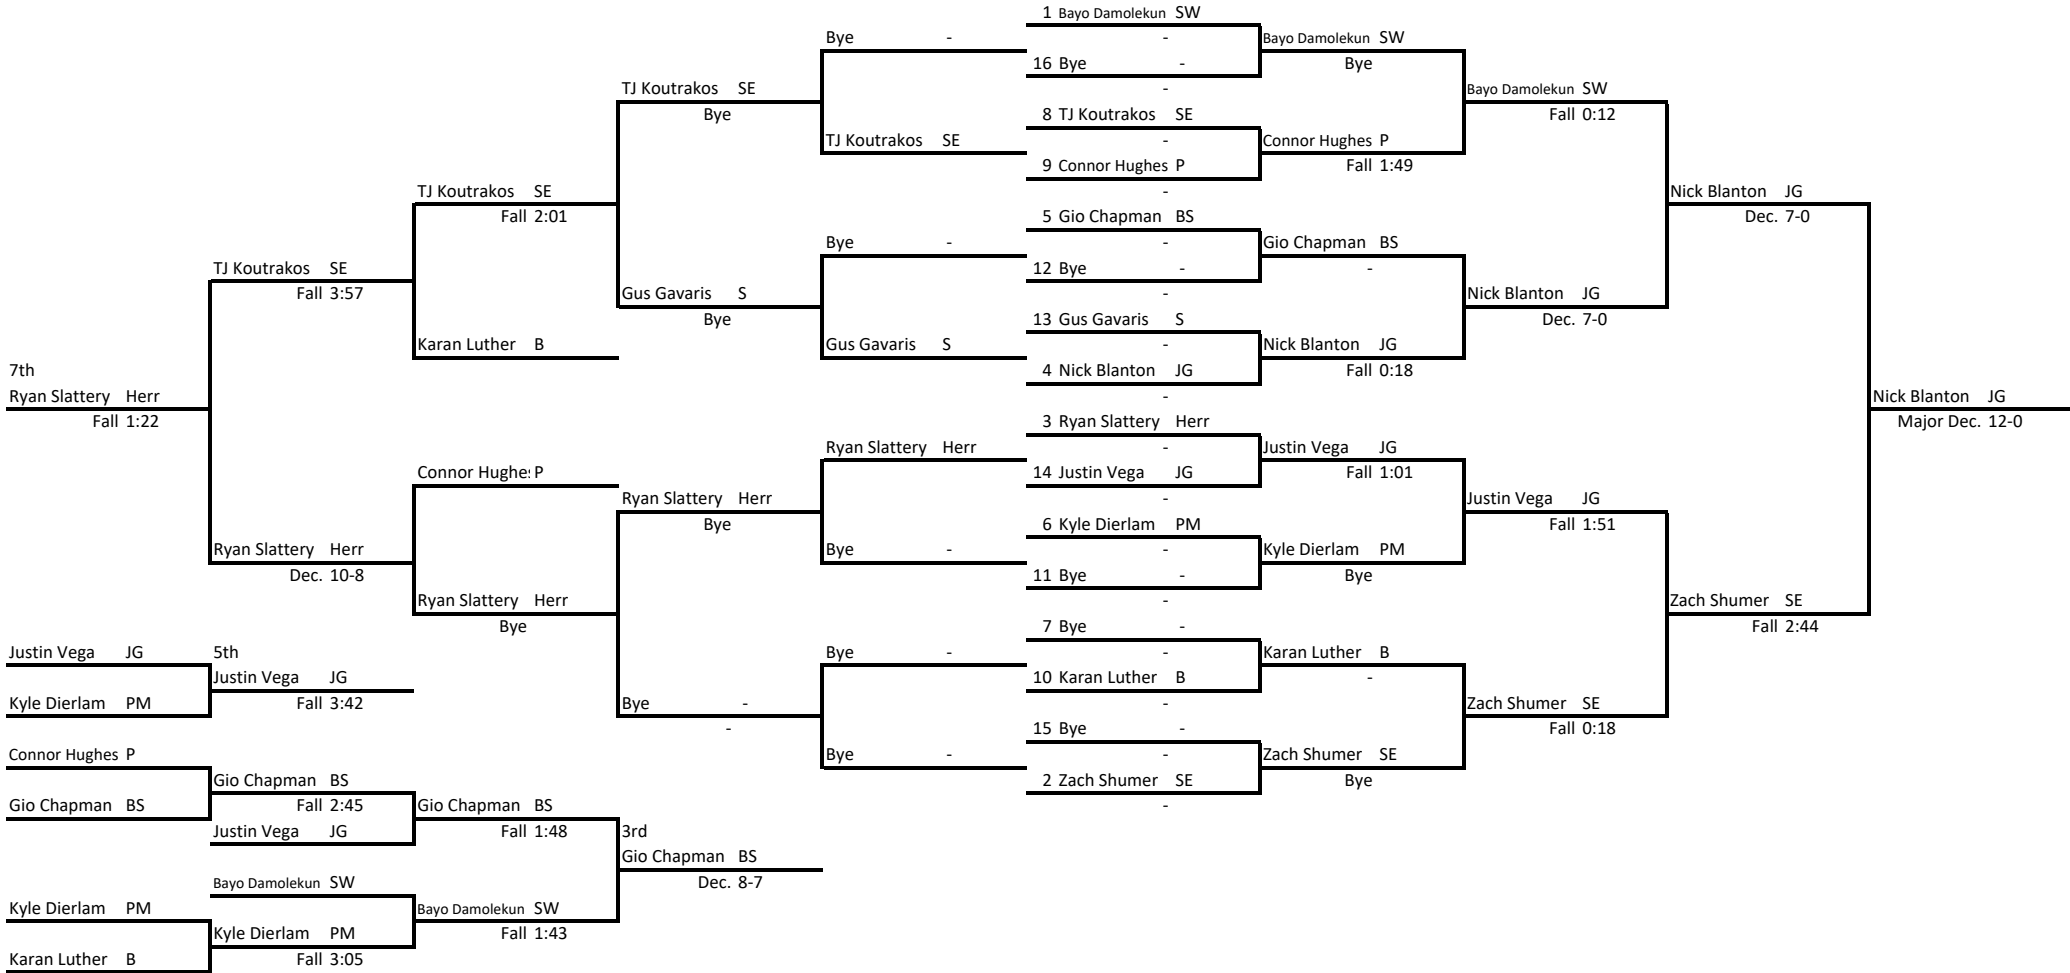 1 Bayo Damolekun SW
Bye - - Bayo Damolekun SW
16 Bye - Bye
TJ Koutrakos SE - Bayo Damolekun SW
Bye 8 TJ Koutrakos SE Fall 0:12
TJ Koutrakos SE - Connor Hughes P
9 Connor Hughes P Fall 1:49
TJ Koutrakos SE - Nick Blanton JG
Fall 2:01 5 Gio Chapman BS Dec. 7-0
Bye - - Gio Chapman BS
TJ Koutrakos SE 12 Bye - -
Fall 3:57 Gus Gavaris S - Nick Blanton JG
Bye 13 Gus Gavaris S Dec. 7-0
Karan Luther B Gus Gavaris S - Nick Blanton JG
7th 4 Nick Blanton JG Fall 0:18
Ryan Slattery Herr - Nick Blanton JG
Fall 1:22 3 Ryan Slattery Herr Major Dec. 12-0
Ryan Slattery Herr - Justin Vega JG
Connor Hughes P 14 Justin Vega JG Fall 1:01
Ryan Slattery Herr - Justin Vega JG
Bye 6 Kyle Dierlam PM Fall 1:51
Ryan Slattery Herr Bye - - Kyle Dierlam PM
Dec. 10-8 11 Bye - Bye
Ryan Slattery Herr - Zach Shumer SE
Bye 7 Bye - Fall 2:44
Justin Vega JG 5th Bye - - Karan Luther B
Justin Vega JG 10 Karan Luther B -
Kyle Dierlam PM Fall 3:42 Bye - - Zach Shumer SE
- 15 Bye - Fall 0:18
Connor Hughes P Bye - - Zach Shumer SE
Gio Chapman BS 2 Zach Shumer SE Bye
Gio Chapman BS Fall 2:45 Gio Chapman BS -
Justin Vega JG Fall 1:48 3rd
Gio Chapman BS
Bayo Damolekun SW Dec. 8-7
Kyle Dierlam PM Bayo Damolekun SW
Kyle Dierlam PM Fall 1:43
Karan Luther B Fall 3:05